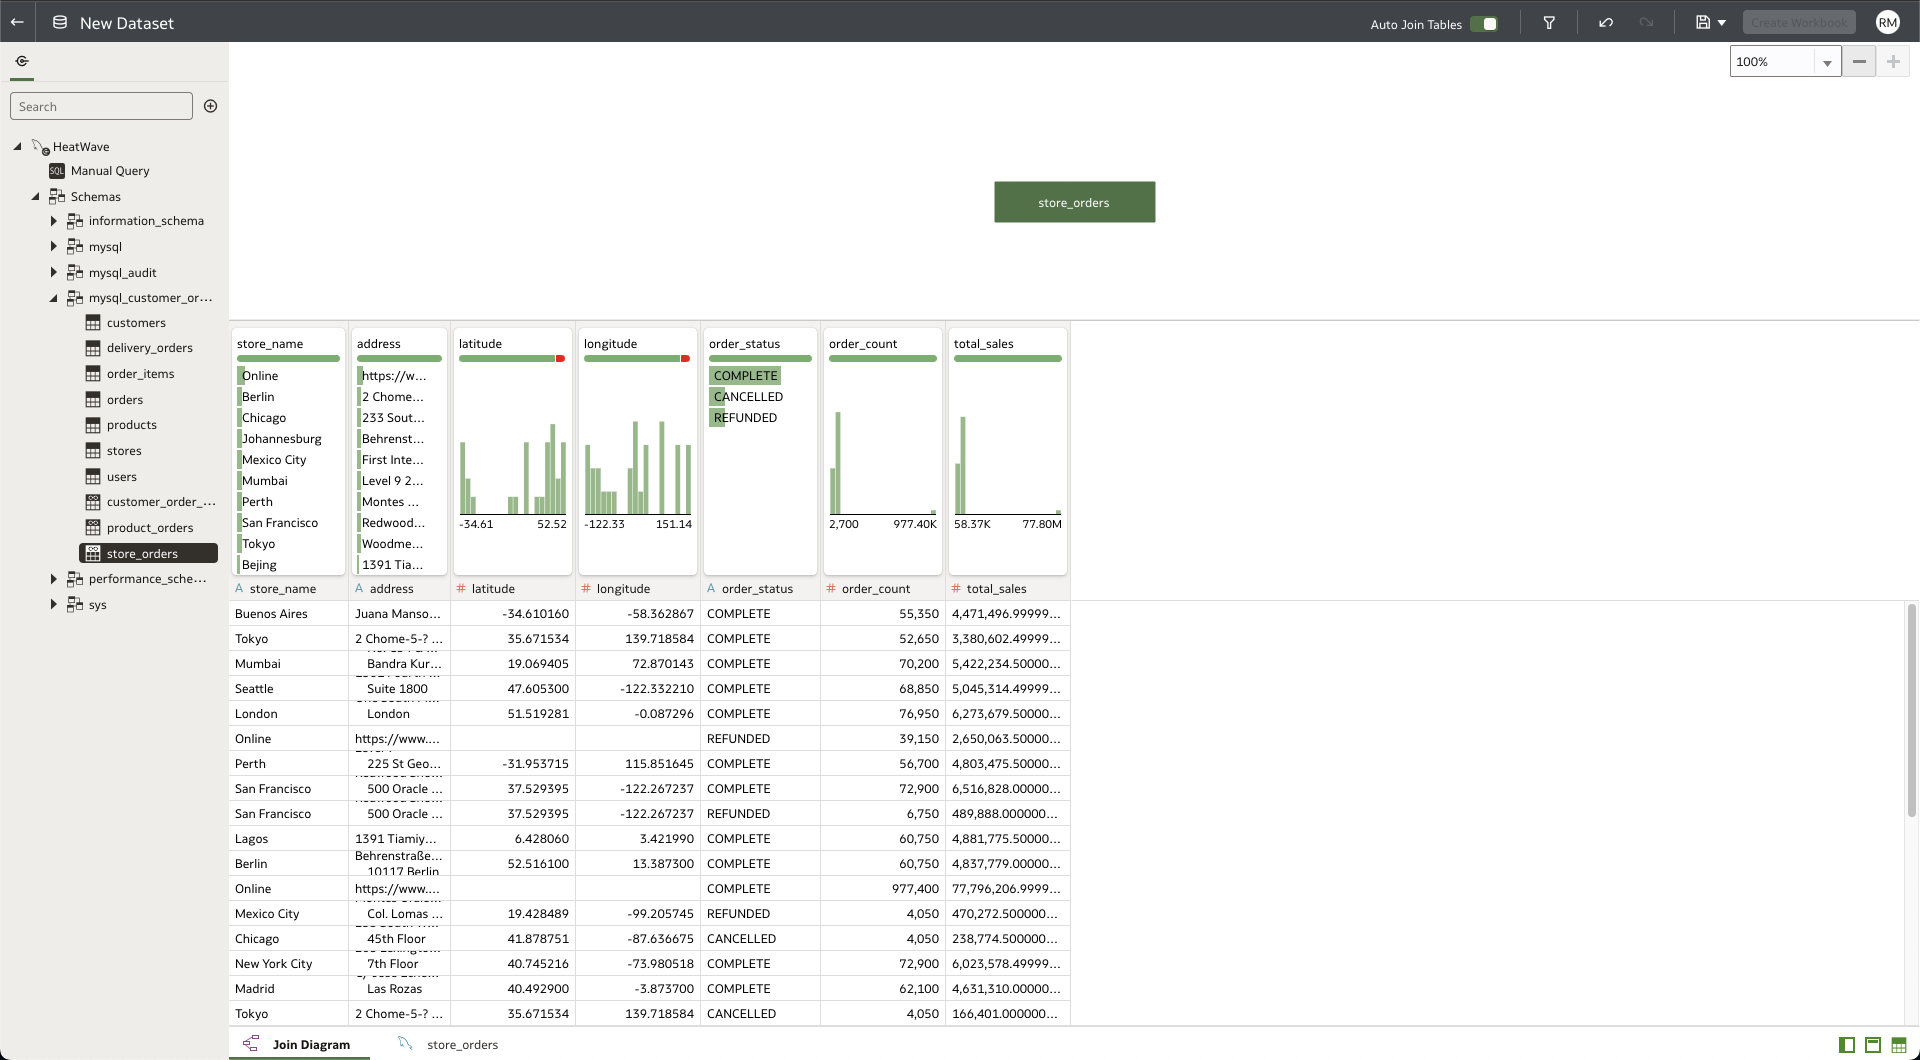 New Dataset
Auto Join Tables
Create Workbook
RM
100%
Search
HeatWave
SQL Manual Query
Schemas
information_schema
mysql
mysql_audit
mysql_customer_or...
customers
delivery_orders
order_items
orders
products
stores
users
customer_order_...
product_orders
store_orders
performance_sche...
sys
store_orders
store_name
Online
Berlin
Chicago
Johannesburg
Mexico City
Mumbai
Perth
San Francisco
Tokyo
Bejing
address
https://w...
2 Chome...
233 Sout...
Behrenst...
First Inte...
Level 9 2...
Montes ...
Redwood...
Woodme...
1391 Tia...
latitude
-34.61 52.52
longitude
-122.33 151.14
order_status
COMPLETE
CANCELLED
REFUNDED
order_count
2,700 977.40K
total_sales
58.37K 77.80M
A store_name A address # latitude # longitude A order_status # order_count # total_sales
Buenos Aires Juana Manso... -34.610160 -58.362867 COMPLETE 55,350 4,471,496.99999...
Tokyo 2 Chome-5-? ... 35.671534 139.718584 COMPLETE 52,650 3,380,602.49999...
Mumbai Bandra Kur... 19.069405 72.870143 COMPLETE 70,200 5,422,234.50000...
Seattle Suite 1800 47.605300 -122.332210 COMPLETE 68,850 5,045,314.49999...
London London 51.519281 -0.087296 COMPLETE 76,950 6,273,679.50000...
Online https://www.... REFUNDED 39,150 2,650,063.50000...
Perth 225 St Geo... -31.953715 115.851645 COMPLETE 56,700 4,803,475.50000...
San Francisco 500 Oracle ... 37.529395 -122.267237 COMPLETE 72,900 6,516,828.00000...
San Francisco 500 Oracle ... 37.529395 -122.267237 REFUNDED 6,750 489,888.000000...
Lagos 1391 Tiamiy... 6.428060 3.421990 COMPLETE 60,750 4,881,775.50000...
Berlin Behrenstraße... 10117 Berlin 52.516100 13.387300 COMPLETE 60,750 4,837,779.00000...
Online https://www.... COMPLETE 977,400 77,796,206.9999...
Mexico City Col. Lomas ... 19.428489 -99.205745 REFUNDED 4,050 470,272.500000...
Chicago 45th Floor 41.878751 -87.636675 CANCELLED 4,050 238,774.500000...
New York City 7th Floor 40.745216 -73.980518 COMPLETE 72,900 6,023,578.49999...
Madrid Las Rozas 40.492900 -3.873700 COMPLETE 62,100 4,631,310.00000...
Tokyo 2 Chome-5-? ... 35.671534 139.718584 CANCELLED 4,050 166,401.000000...
Join Diagram store_orders